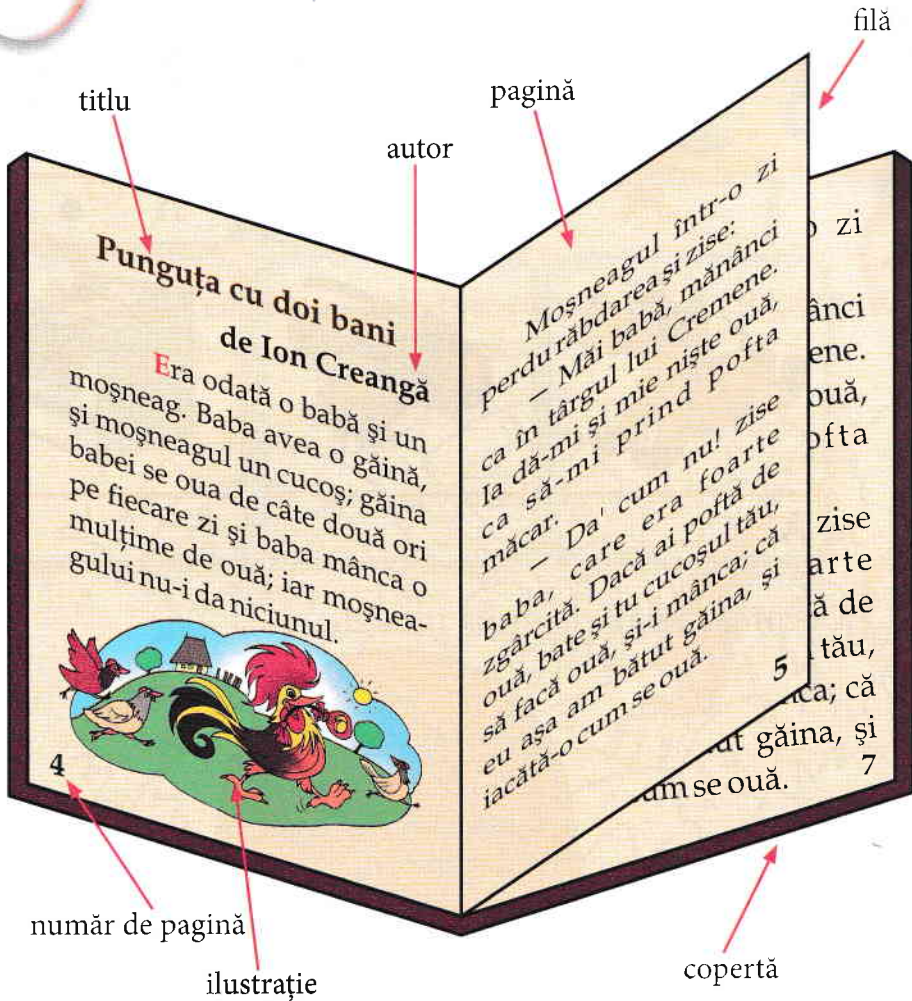 filă
titlu
pagină
autor
Punguța cu doi bani
de Ion Creangă
Era odată o babă și un
moșneag. Baba avea o găină,
și moșneagul un cucoș; găina
babei se oua de câte două ori
pe fiecare zi și baba mânca o
mulțime de ouă; iar moșnea-
gului nu-i da niciunul.
4
Moșneagul într-o zi
perdu răbdarea și zise:
— Măi babă, mănânci
ca în târgul lui Cremene.
Ia dă-mi și mie niște ouă,
ca să-mi prind pofta
măcar.
— Da' cum nu! zise
baba, care era foarte
zgârcită. Dacă ai poftă de
ouă, bate și tu cucoșul tău,
să facă ouă, și-i mânca; că
eu așa am bătut găina, și
iacătă-o cum se ouă.
5
zi
ânci
ene.
ouă,
ofta
zise
arte
ă de
tău,
nca; că
ut găina, și
um se ouă.
7
număr de pagină
ilustrație
copertă